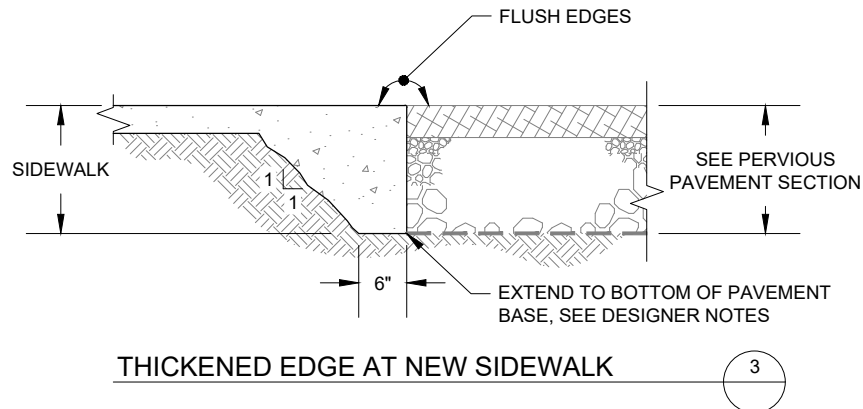 FLUSH EDGES
SIDEWALK
1
1
SEE PERVIOUS
PAVEMENT SECTION
6"
EXTEND TO BOTTOM OF PAVEMENT
BASE, SEE DESIGNER NOTES
THICKENED EDGE AT NEW SIDEWALK
3